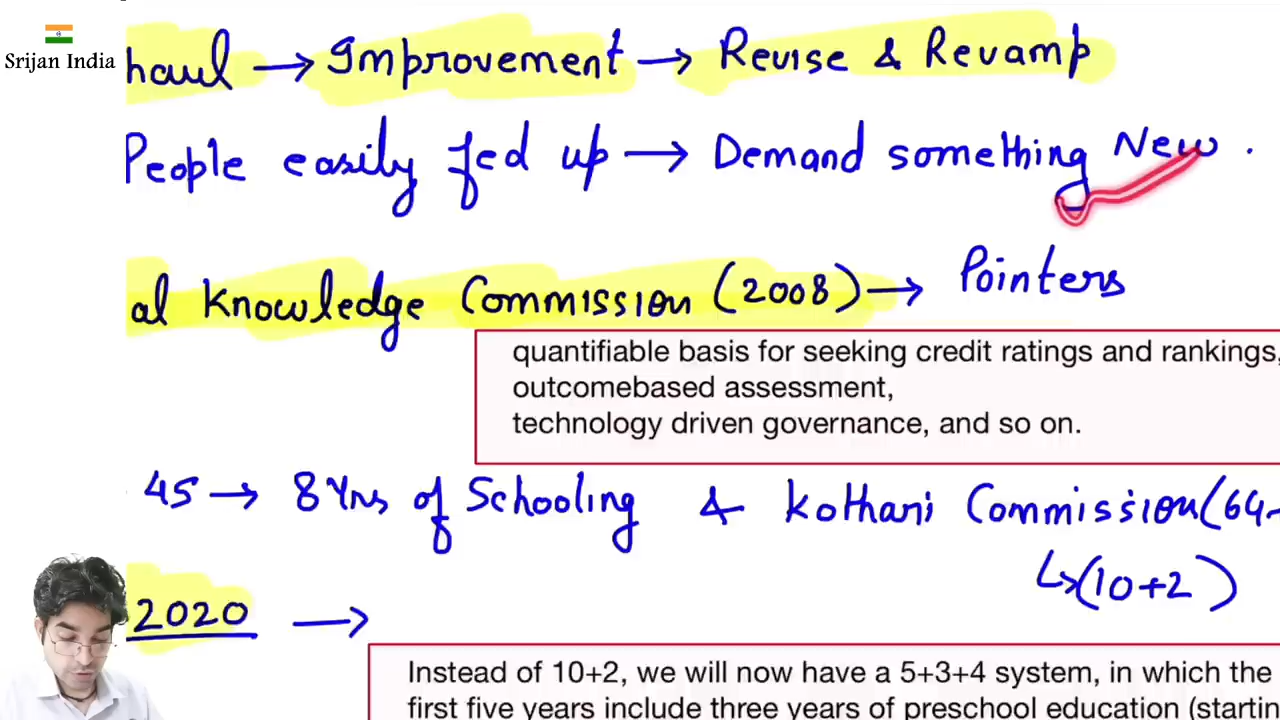 Srijan India
haul → Improvement → Revise & Revamp
People easily fed up → Demand something New .
al Knowledge Commission (2008) → Pointers
quantifiable basis for seeking credit ratings and rankings,
outcomebased assessment,
technology driven governance, and so on.
45 → 8 Yrs of Schooling & Kothari Commission (64-
↳ (10+2)
2020 →
Instead of 10+2, we will now have a 5+3+4 system, in which the
first five years include three years of preschool education (startin